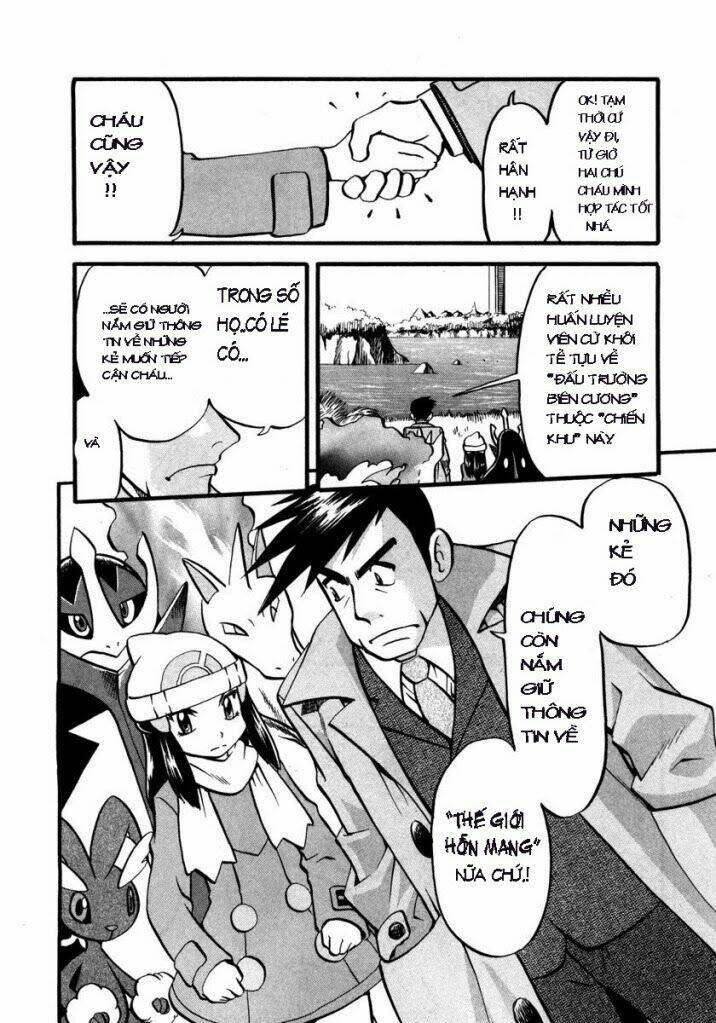 OK! TẠM
THỜI CỨ
VẬY ĐI,
TỪ GIỜ
HAI CHÚ
CHÁU MÌNH
HỢP TÁC TỐT
NHÁ.
RẤT
HÂN
HẠNH
!!
CHÁU
CŨNG
VẬY
!!
RẤT NHIỀU
HUẤN LUYỆN
VIÊN CỪ KHÔI
TỀ TỰU VỀ
"ĐẤU TRƯỜNG
BIÊN CƯƠNG"
THUỘC "CHIẾN
KHU" NÀY
TRONG SỐ
HỌ,CÓ LẼ
CÓ...
...SẼ CÓ NGƯỜI
NẮM GIỮ THÔNG
TIN VỀ NHỮNG
KẺ MUỐN TIẾP
CẬN CHÁU...
VÀ
NHỮNG
KẺ
ĐÓ
CHÚNG
CÒN
NẮM
GIỮ
THÔNG
TIN VỀ
"THẾ GIỚI
HỖN MANG"
NỮA CHỨ.!